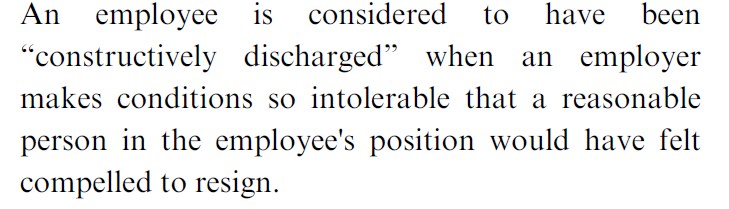 An employee is considered to have been
“constructively discharged” when an employer
makes conditions so intolerable that a reasonable
person in the employee's position would have felt
compelled to resign.